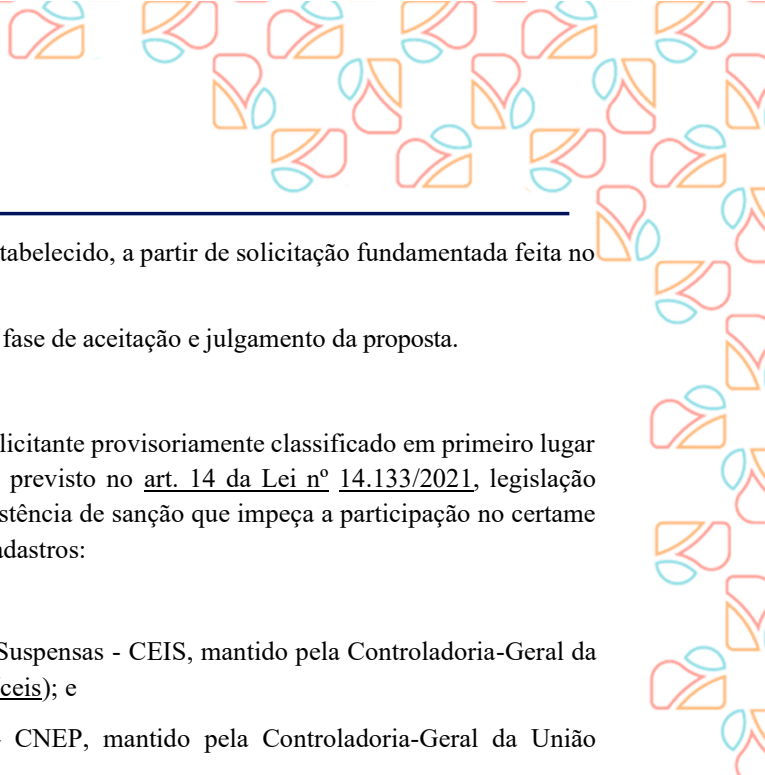 tabelecido, a partir de solicitação fundamentada feita no
fase de aceitação e julgamento da proposta.
licitante provisoriamente classificado em primeiro lugar
previsto no art. 14 da Lei nº 14.133/2021, legislação
stência de sanção que impeça a participação no certame
adastros:
Suspensas - CEIS, mantido pela Controladoria-Geral da
ceis); e
CNEP, mantido pela Controladoria-Geral da União